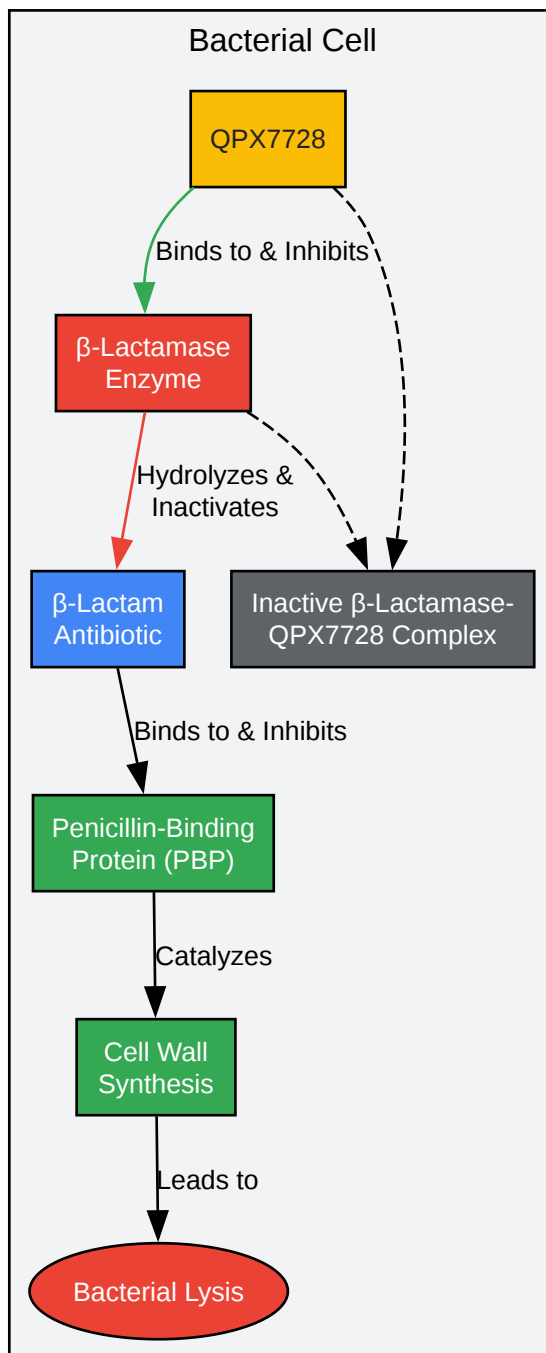 Bacterial Cell
QPX7728
Binds to & Inhibits
β-Lactamase
Enzyme
Hydrolyzes &
Inactivates
β-Lactam
Antibiotic
Inactive β-Lactamase-
QPX7728 Complex
Binds to & Inhibits
Penicillin-Binding
Protein (PBP)
Catalyzes
Cell Wall
Synthesis
Leads to
Bacterial Lysis